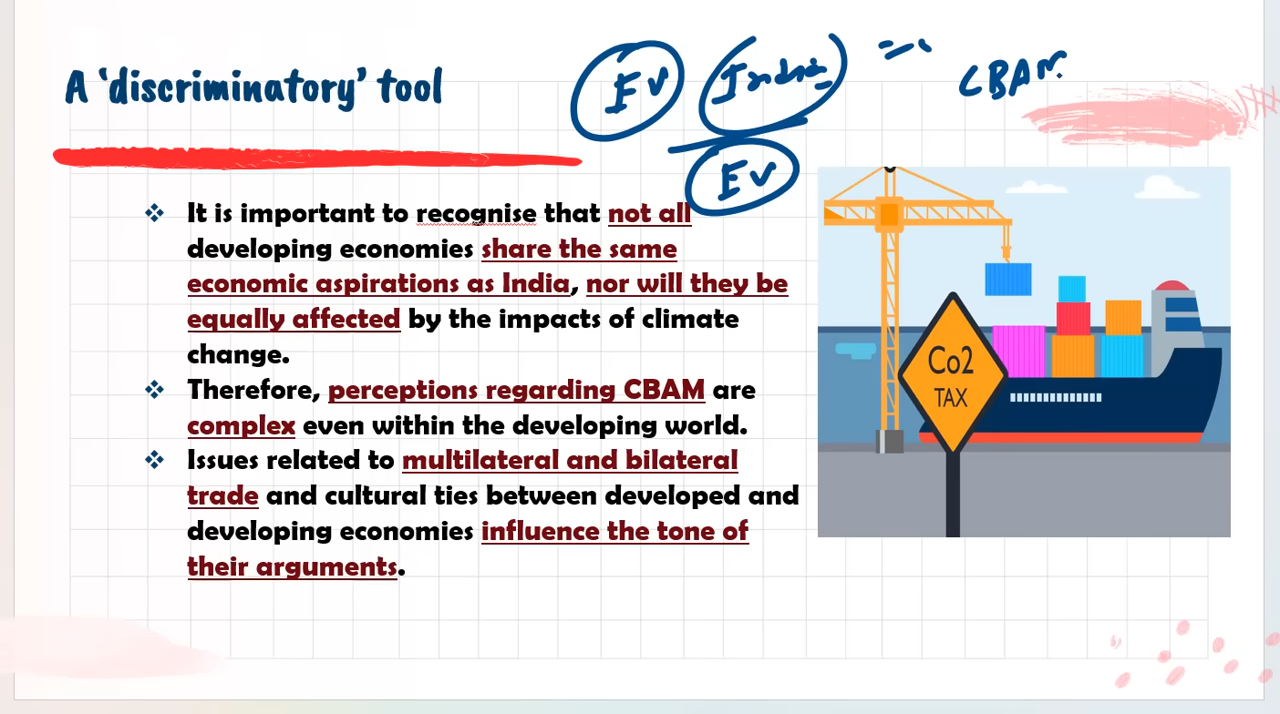 A ‘discriminatory’ tool
EV India
CBAM
EV
❖ It is important to recognise that not all
developing economies share the same
economic aspirations as India, nor will they be
equally affected by the impacts of climate
change.
❖ Therefore, perceptions regarding CBAM are
complex even within the developing world.
❖ Issues related to multilateral and bilateral
trade and cultural ties between developed and
developing economies influence the tone of
their arguments.
Co2
TAX